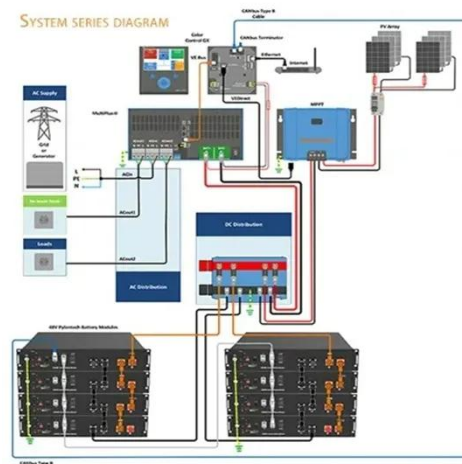 SYSTEM SERIES DIAGRAM
CANbus Type B
Cable
PV Array
Color
Control GX
CANbus Terminator
Ethernet
VE Bus
Internet
AC Supply
VE Direct
MPPT
MultiPlus-II
Grid
or
Generator
L
PE
N
ACin
ACout1
Loads
DC Distribution
ACout2
AC Distribution
48V Pylontech Battery Modules
CANbus Type B